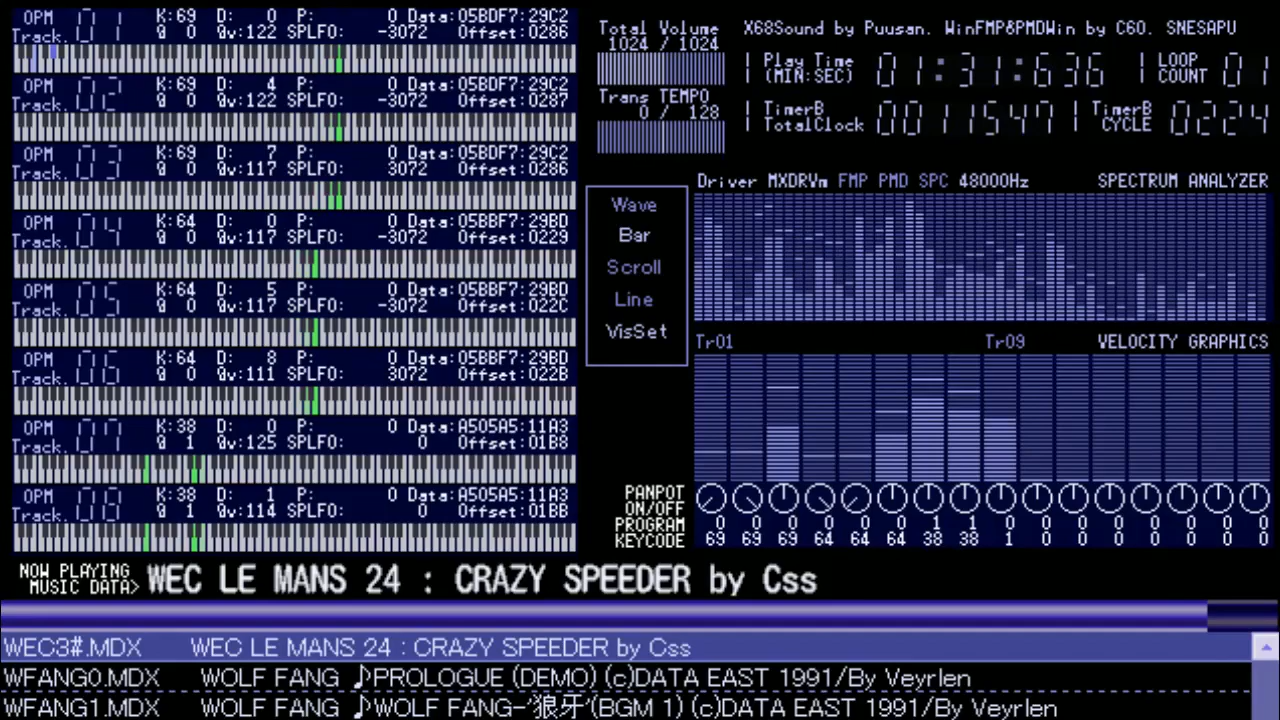 OPM Track. 01 K:69 D: 0 P: 0 Data:05BDF7:29C2
@ 0 @v:122 SPLFO: -3072 Offset:0286
OPM Track. 02 K:69 D: 4 P: 0 Data:05BDF7:29C2
@ 0 @v:122 SPLFO: -3072 Offset:0287
OPM Track. 03 K:69 D: 7 P: 0 Data:05BDF7:29C2
@ 0 @v:117 SPLFO: 3072 Offset:0286
OPM Track. 04 K:64 D: 0 P: 0 Data:05BBF7:29BD
@ 0 @v:117 SPLFO: -3072 Offset:0229
OPM Track. 05 K:64 D: 5 P: 0 Data:05BBF7:29BD
@ 0 @v:117 SPLFO: -3072 Offset:022C
OPM Track. 06 K:64 D: 8 P: 0 Data:05BBF7:29BD
@ 0 @v:111 SPLFO: 3072 Offset:022B
OPM Track. 07 K:38 D: 0 P: 0 Data:A505A5:11A3
@ 1 @v:125 SPLFO: 0 Offset:01B8
OPM Track. 08 K:38 D: 1 P: 0 Data:A505A5:11A3
@ 1 @v:114 SPLFO: 0 Offset:01BB
Total Volume
1024 / 1024
Trans TEMPO
0 / 128
X68Sound by Puusan. WinFMP&PMDWin by C60. SNESAPU
Play Time (MIN:SEC) 01:31:636 LOOP COUNT 01
TimerB TotalClock 0011547 TimerB CYCLE 0224
Wave
Bar
Scroll
Line
VisSet
Driver MXDRVm FMP PMD SPC 48000Hz SPECTRUM ANALYZER
Tr01 Tr09 VELOCITY GRAPHICS
PANPOT
ON/OFF
PROGRAM 0 0 0 0 0 0 1 1 0 0 0 0 0 0 0 0
KEYCODE 69 69 69 64 64 64 38 38 1 0 0 0 0 0 0 0
NOW PLAYING
MUSIC DATA> WEC LE MANS 24 : CRAZY SPEEDER by Css
WEC3#.MDX WEC LE MANS 24 : CRAZY SPEEDER by Css
WFANG0.MDX WOLF FANG ♪PROLOGUE (DEMO) (c)DATA EAST 1991/By Veyrlen
WFANG1.MDX WOLF FANG ♪WOLF FANG-"狼牙"(BGM 1) (c)DATA EAST 1991/By Veyrlen